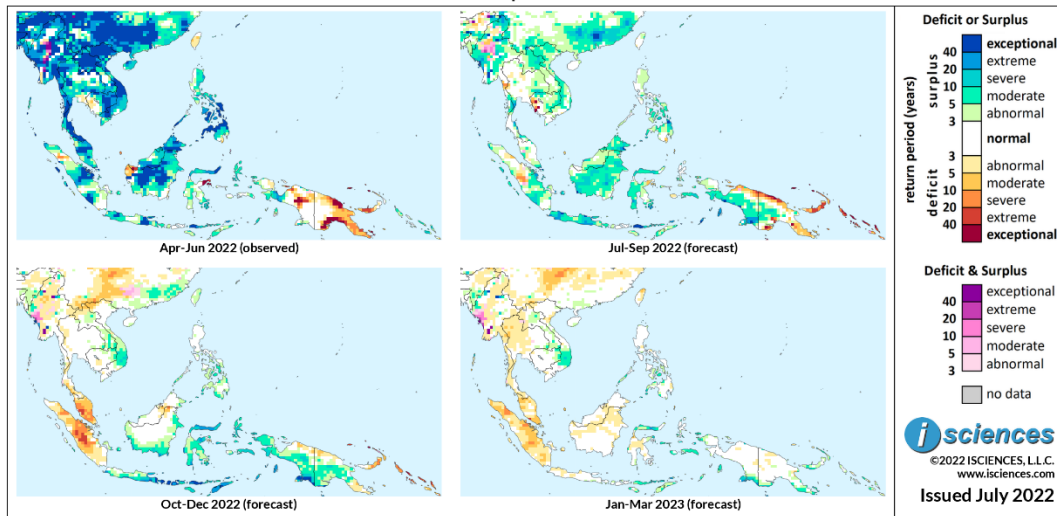 Apr-Jun 2022 (observed)
Jul-Sep 2022 (forecast)
Oct-Dec 2022 (forecast)
Jan-Mar 2023 (forecast)
Deficit or Surplus
return period (years)
surplus
deficit
exceptional
40
extreme
20
severe
10
moderate
5
abnormal
3
normal
3
abnormal
5
moderate
10
severe
20
extreme
40
exceptional
Deficit & Surplus
exceptional
40
extreme
20
severe
10
moderate
5
abnormal
3
no data
i sciences
©2022 ISCIENCES, L.L.C.
www.isciences.com
Issued July 2022